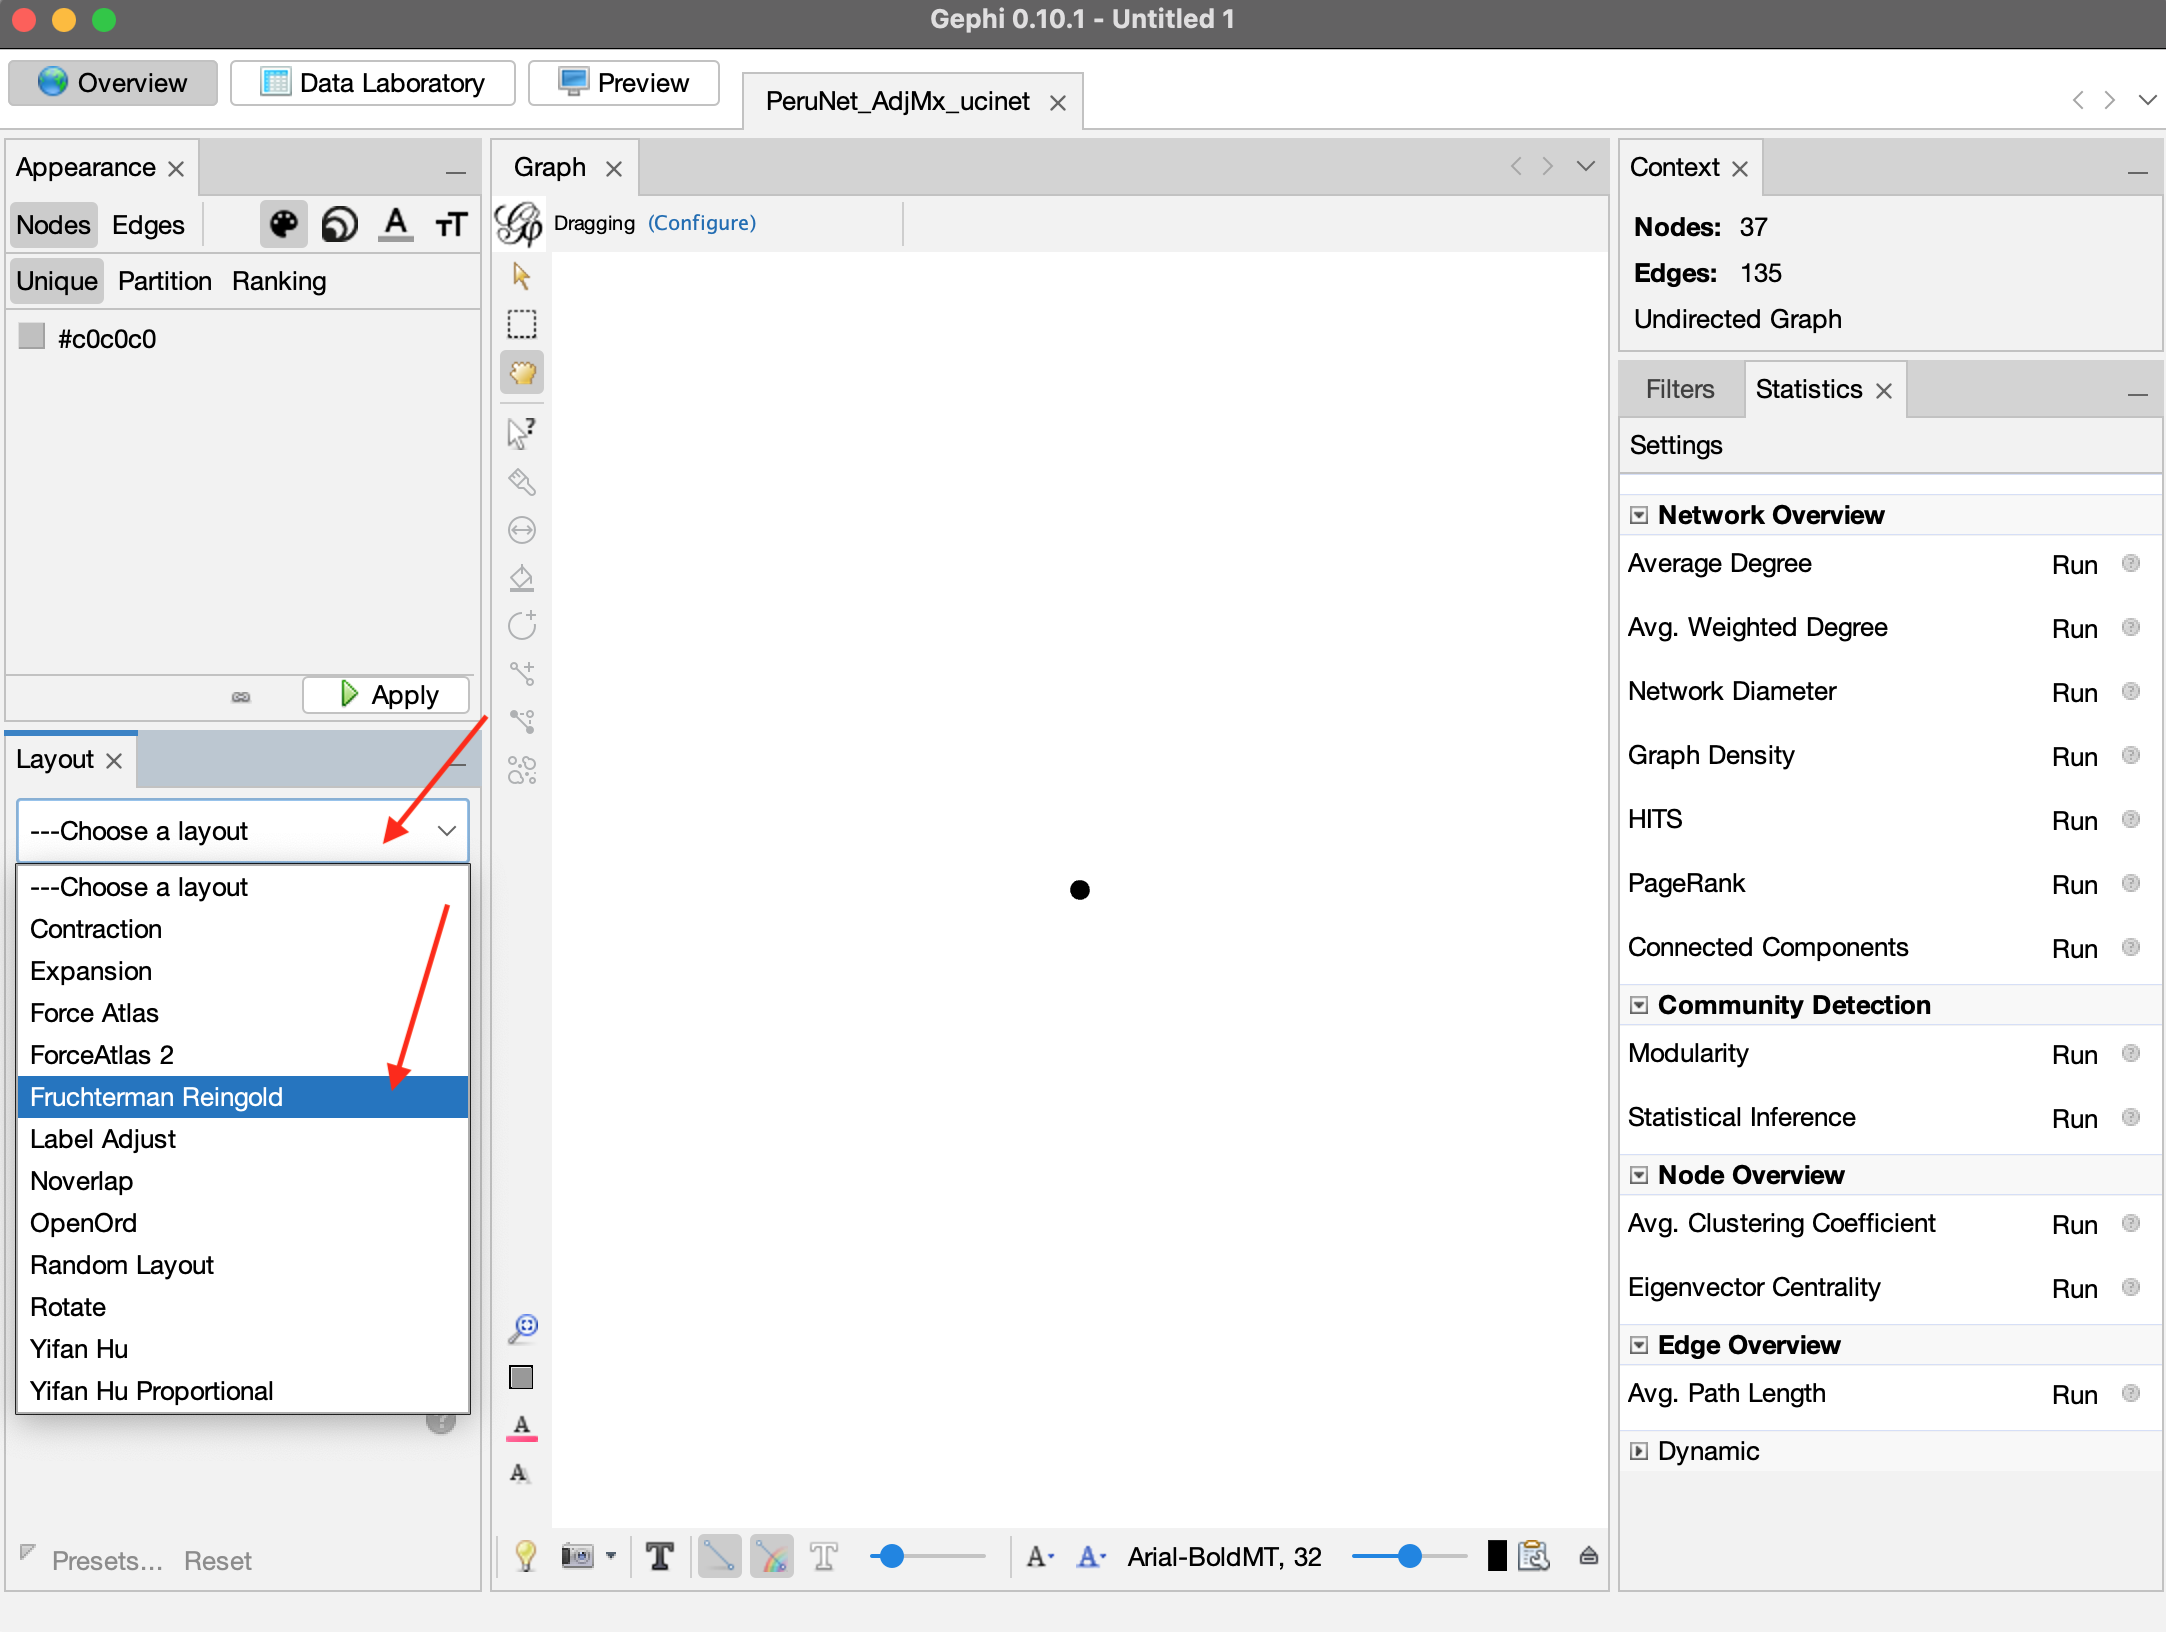 Gephi 0.10.1 - Untitled 1
Overview
Data Laboratory
Preview
PeruNet_AdjMx_ucinet
Appearance
Nodes Edges
Unique Partition Ranking
#c0c0c0
Apply
Layout
---Choose a layout
---Choose a layout
Contraction
Expansion
Force Atlas
ForceAtlas 2
Fruchterman Reingold
Label Adjust
Noverlap
OpenOrd
Random Layout
Rotate
Yifan Hu
Yifan Hu Proportional
Presets... Reset
Graph
Dragging (Configure)
Arial-BoldMT, 32
Context
Nodes: 37
Edges: 135
Undirected Graph
Filters Statistics
Settings
Network Overview
Average Degree Run
Avg. Weighted Degree Run
Network Diameter Run
Graph Density Run
HITS Run
PageRank Run
Connected Components Run
Community Detection
Modularity Run
Statistical Inference Run
Node Overview
Avg. Clustering Coefficient Run
Eigenvector Centrality Run
Edge Overview
Avg. Path Length Run
Dynamic